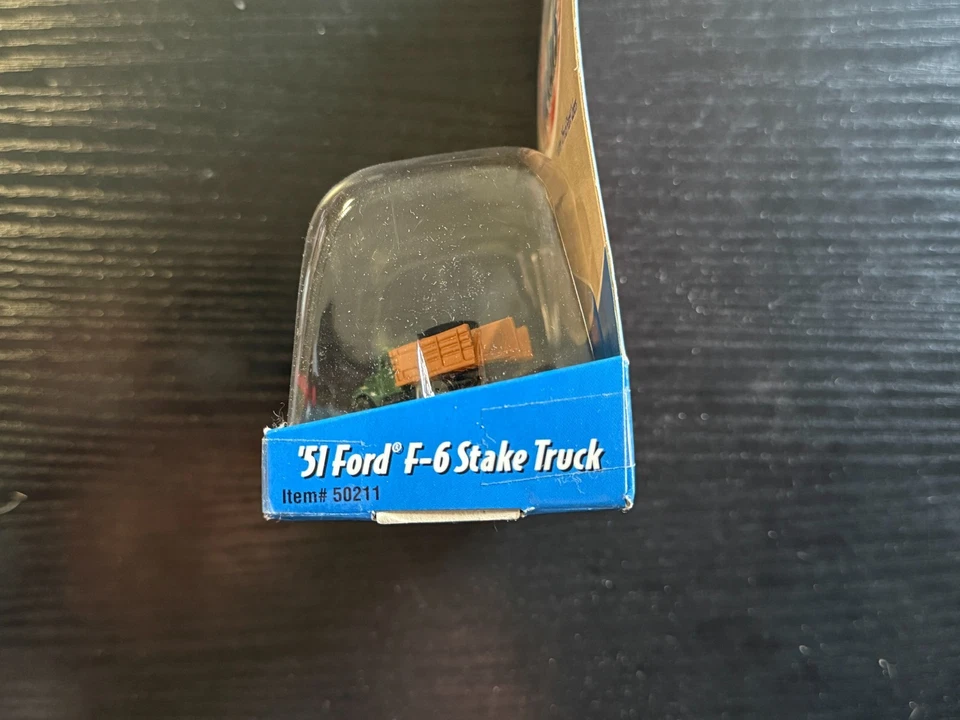 '51 Ford® F-6 Stake Truck
Item# 50211